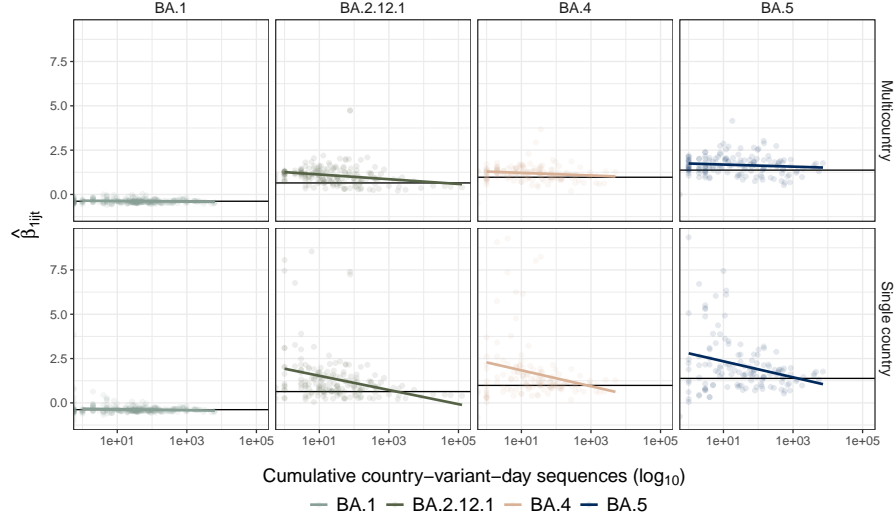 BA.1 BA.2.12.1 BA.4 BA.5
7.5
5.0
2.5
0.0
Multicountry
β̂1ijt
7.5
5.0
2.5
0.0
Single country
1e+01 1e+03 1e+05 1e+01 1e+03 1e+05 1e+01 1e+03 1e+05 1e+01 1e+03 1e+05
Cumulative country−variant−day sequences (log10)
BA.1 BA.2.12.1 BA.4 BA.5